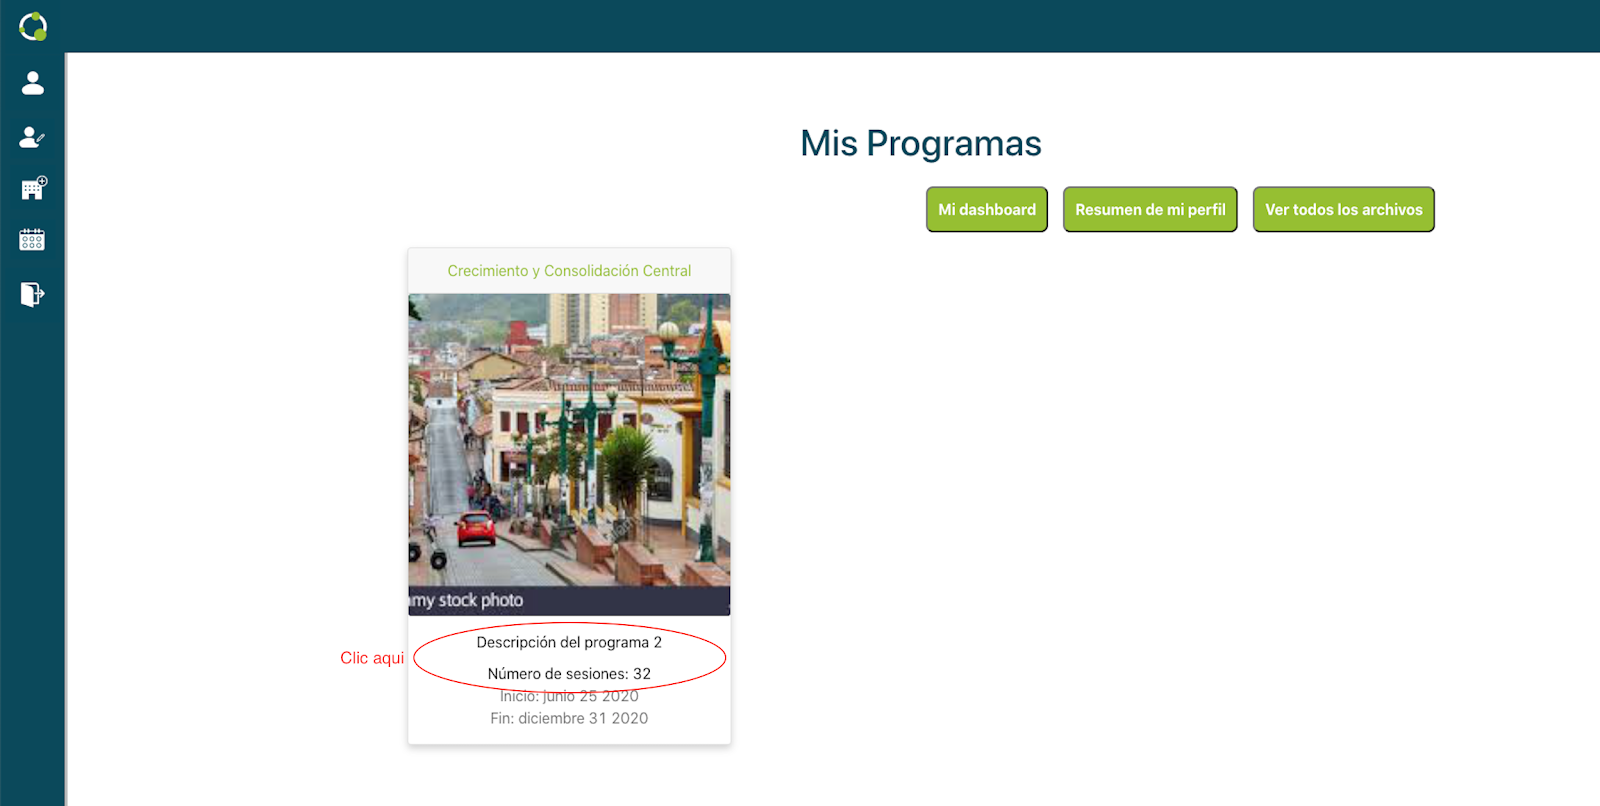 Mis Programas
Mi dashboard
Resumen de mi perfil
Ver todos los archivos
Crecimiento y Consolidación Central
my stock photo
Descripción del programa 2
Clic aqui
Número de sesiones: 32
Inicio: junio 25 2020
Fin: diciembre 31 2020